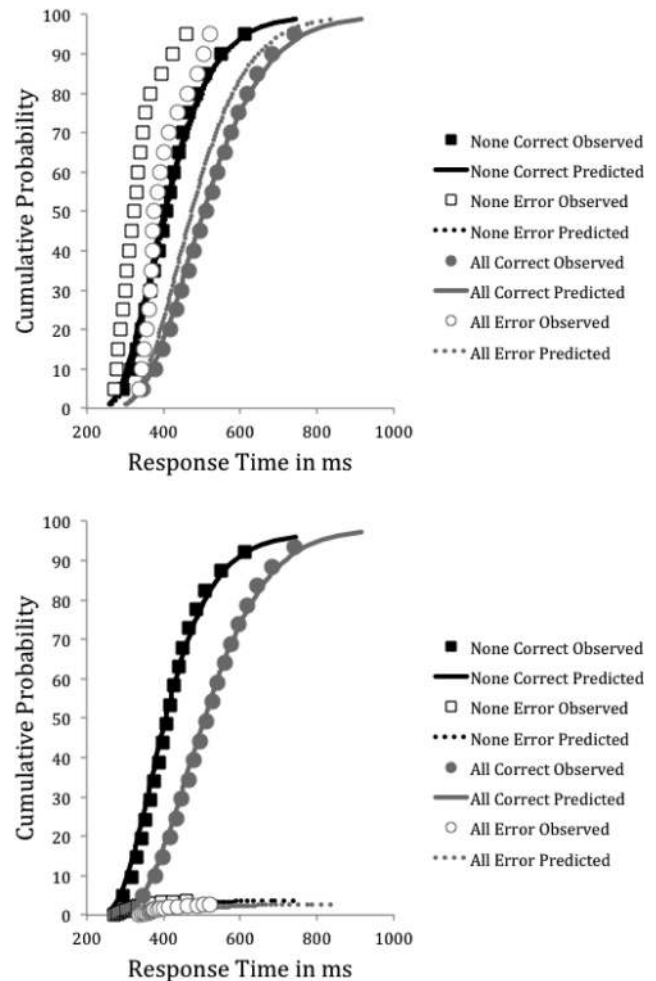 100
90
80
70
60
50
40
30
20
10
0
Cumulative Probability
200 400 600 800 1000
Response Time in ms
None Correct Observed
None Correct Predicted
None Error Observed
None Error Predicted
All Correct Observed
All Correct Predicted
All Error Observed
All Error Predicted
100
90
80
70
60
50
40
30
20
10
0
Cumulative Probability
200 400 600 800 1000
Response Time in ms
None Correct Observed
None Correct Predicted
None Error Observed
None Error Predicted
All Correct Observed
All Correct Predicted
All Error Observed
All Error Predicted